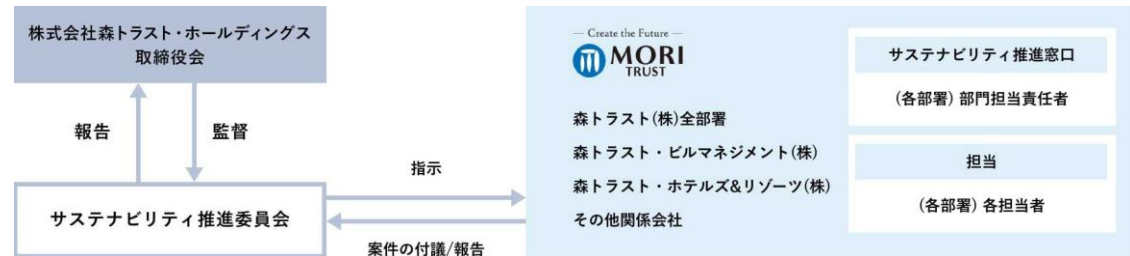 株式会社森トラスト・ホールディングス
取締役会
報告
監督
サステナビリティ推進委員会
指示
案件の付議/報告
— Create the Future —
MORI
TRUST
森トラスト(株)全部署
森トラスト・ビルマネジメント(株)
森トラスト・ホテルズ&リゾーツ(株)
その他関係会社
サステナビリティ推進窓口
(各部署) 部門担当責任者
担当
(各部署) 各担当者